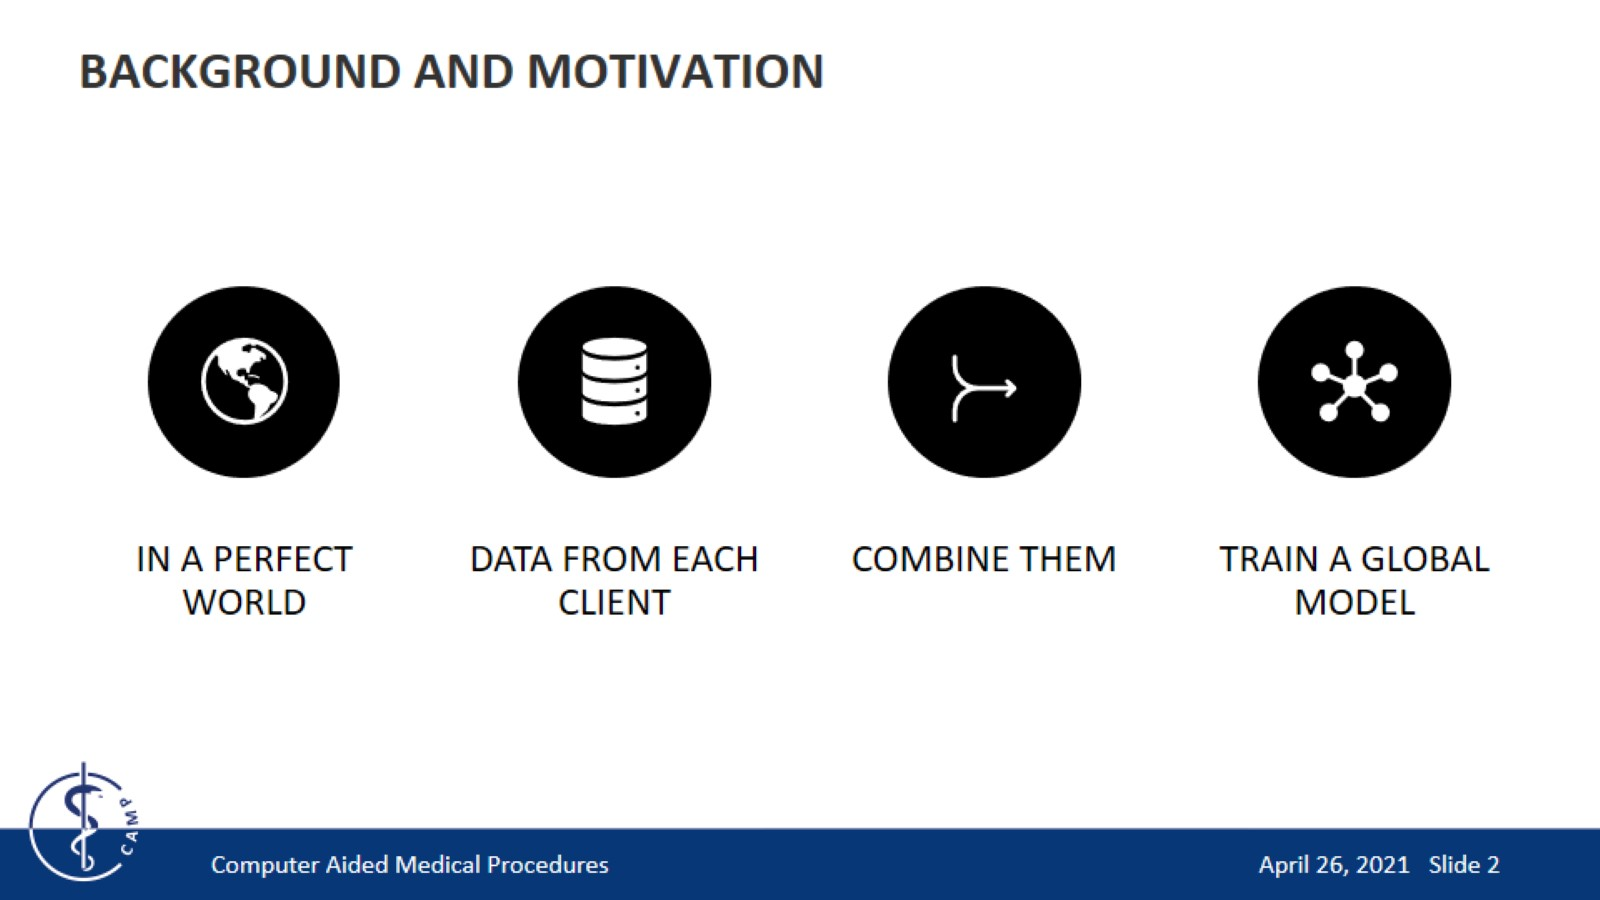 BACKGROUND AND MOTIVATION
IN A PERFECT
WORLD
DATA FROM EACH
CLIENT
COMBINE THEM
TRAIN A GLOBAL
MODEL
CAMP
Computer Aided Medical Procedures
April 26, 2021 Slide 2